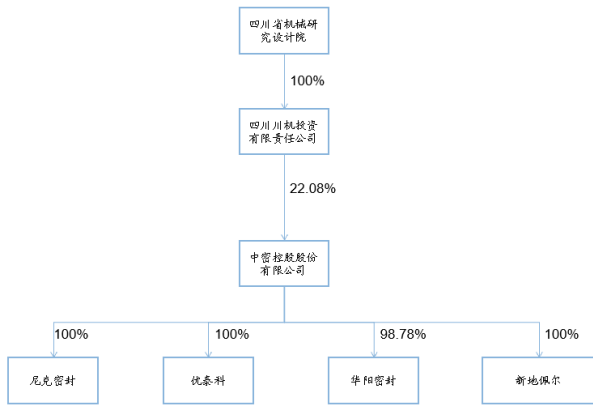 四川省机械研
究设计院
100%
四川川机投资
有限责任公司
22.08%
中密控股股份
有限公司
100%
100%
98.78%
100%
尼克密封
优泰科
华阳密封
新地佩尔